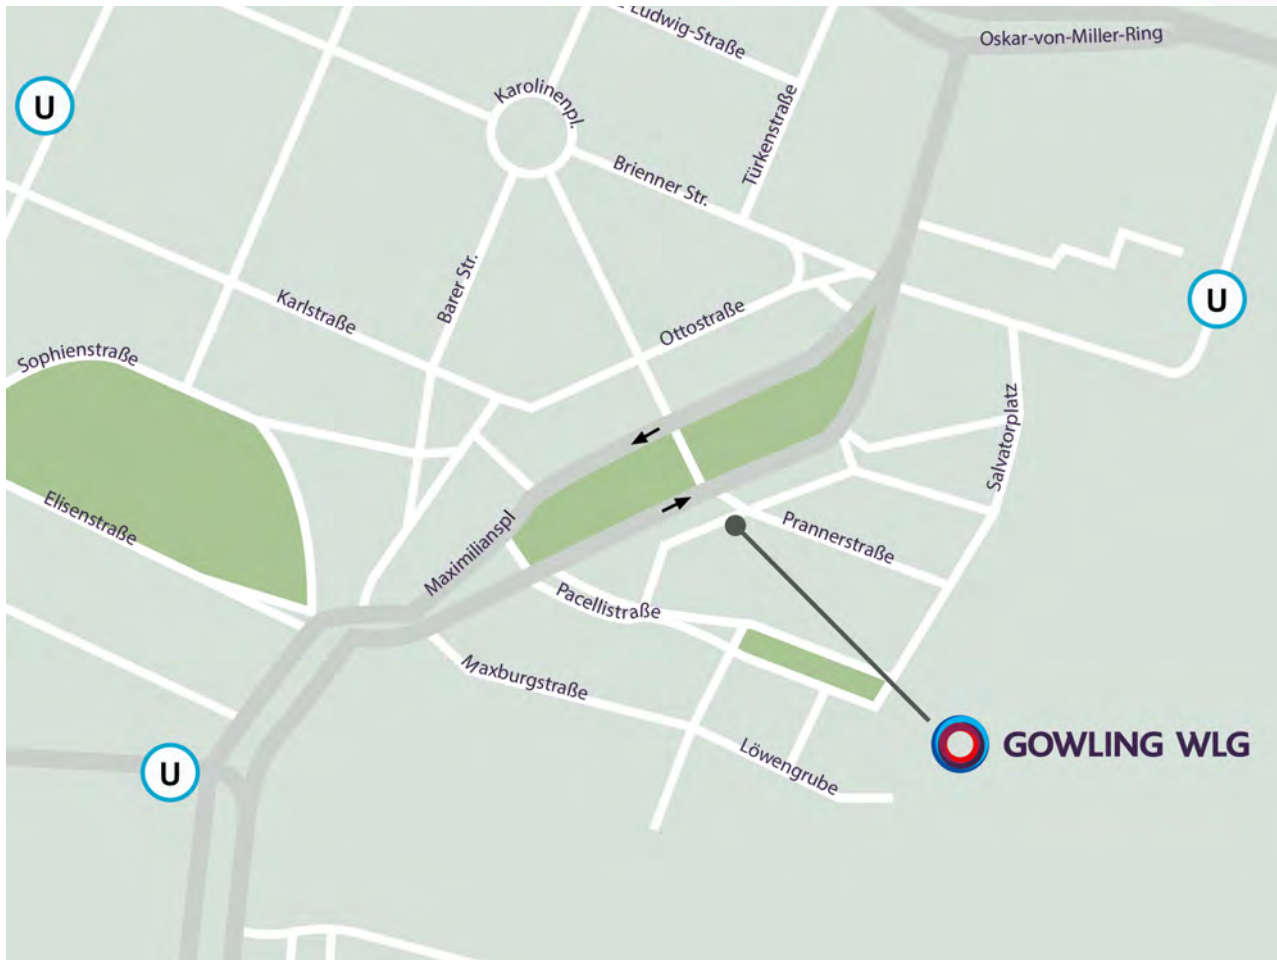 Ludwig-Straße
Oskar-von-Miller-Ring
U
Karolinenpl.
Türkenstraße
Brienner Str.
Barer Str.
U
Karlstraße
Ottostraße
Sophienstraße
Salvatorplatz
Elisenstraße
Maximilianspl
Prannerstraße
Pacellistraße
Maxburgstraße
GOWLING WLG
U
Löwengrube